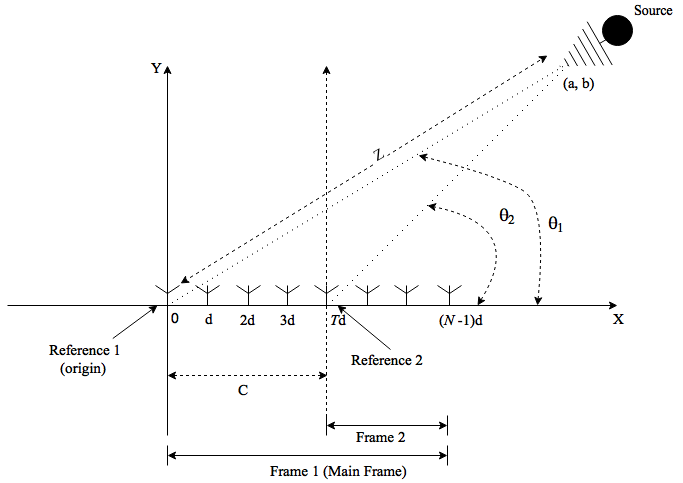 Source
Y
(a, b)
Z
θ2
θ1
0 d 2d 3d Td (N -1)d X
Reference 1
(origin)
Reference 2
C
Frame 2
Frame 1 (Main Frame)